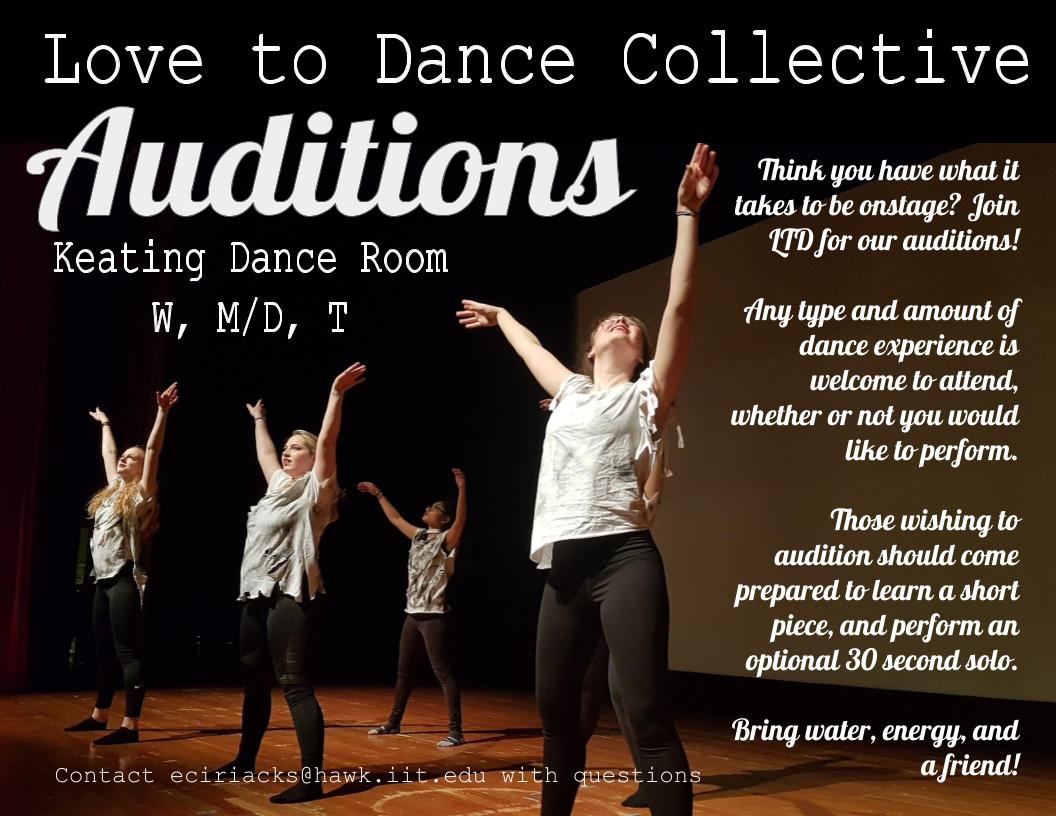 Love to Dance Collective
Auditions
Keating Dance Room
W, M/D, T
Think you have what it
takes to be onstage? Join
LTD for our auditions!
Any type and amount of
dance experience is
welcome to attend,
whether or not you would
like to perform.
Those wishing to
audition should come
prepared to learn a short
piece, and perform an
optional 30 second solo.
Bring water, energy, and
a friend!
Contact eciriacks@hawk.iit.edu with questions